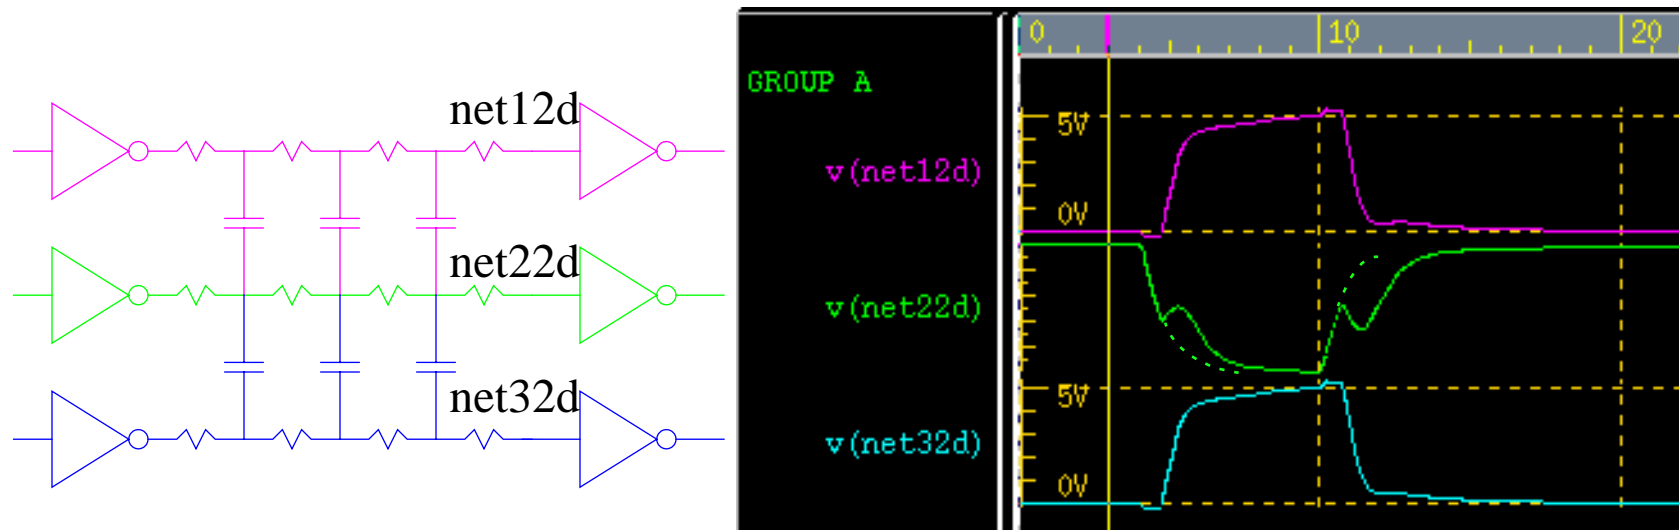 net12d
net22d
net32d
0 10 20
GROUP A
5V
v(net12d)
0V
v(net22d)
5V
v(net32d)
0V